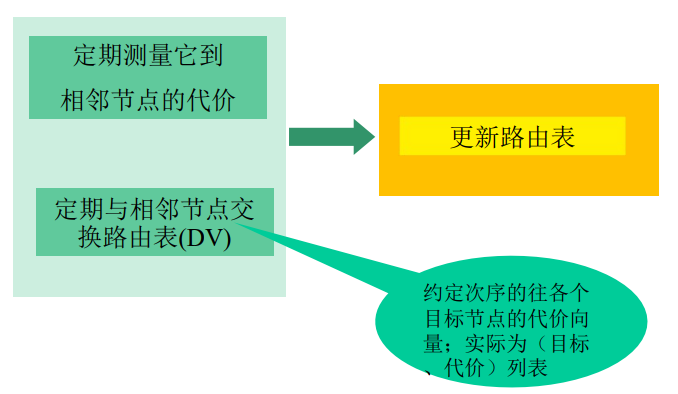 定期测量它到
相邻节点的代价
更新路由表
定期与相邻节点交
换路由表(DV)
约定次序的往各个
目标节点的代价向
量；实际为（目标
、代价）列表